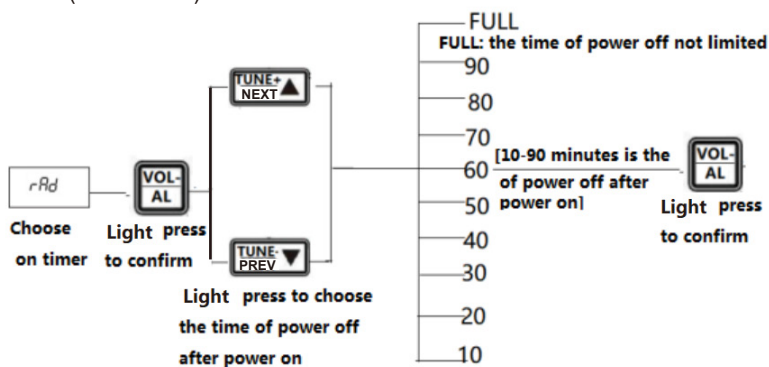 rAd
Choose
on timer
VOL-
AL
Light press
to confirm
TUNE+
NEXT
TUNE-
PREV
Light press to choose
the time of power off
after power on
FULL
FULL: the time of power off not limited
90
80
70
60
50
40
30
20
10
[10-90 minutes is the
of power off after
power on]
VOL-
AL
Light press
to confirm